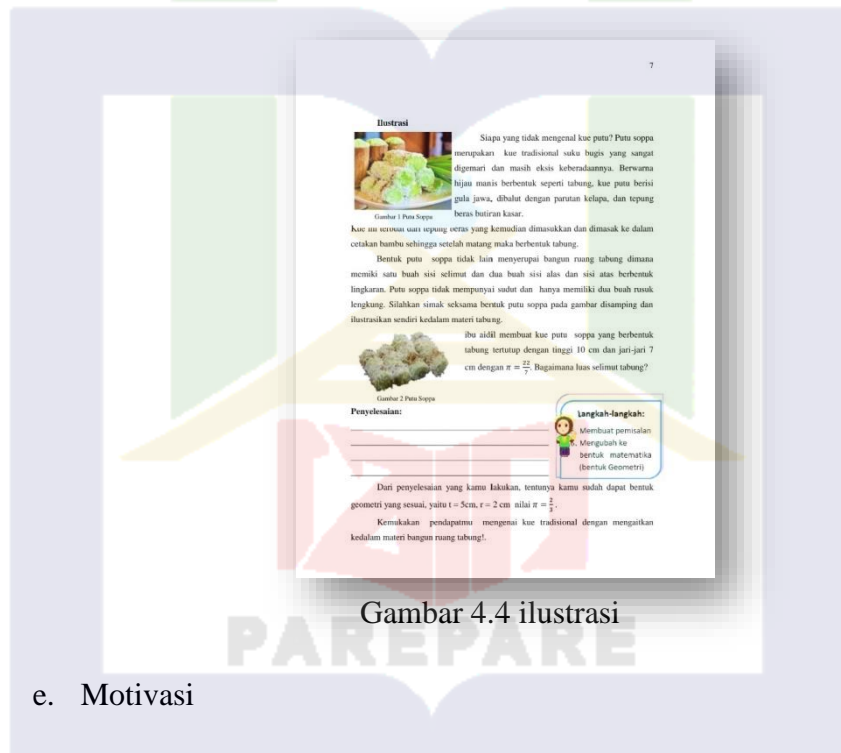 7
Ilustrasi
Siapa yang tidak mengenal kue putu? Putu soppa
merupakan kue tradisional suku bugis yang sangat
digemari dan masih eksis keberadaannya. Berwarna
hijau manis berbentuk seperti tabung, kue putu berisi
gula jawa, dibalut dengan parutan kelapa, dan tepung
beras butiran kasar.
Gambar 1 Putu Soppa
Kue ini terbuat dari tepung beras yang kemudian dimasukkan dan dimasak ke dalam
cetakan bambu sehingga setelah matang maka berbentuk tabung.
Bentuk putu soppa tidak lain menyerupai bangun ruang tabung dimana
memiki satu buah sisi selimut dan dua buah sisi alas dan sisi atas berbentuk
lingkaran. Putu soppa tidak mempunyai sudut dan hanya memiliki dua buah rusuk
lengkung. Silahkan simak seksama bentuk putu soppa pada gambar disamping dan
ilustrasikan sendiri kedalam materi tabung.
ibu aidil membuat kue putu soppa yang berbentuk
tabung tertutup dengan tinggi 10 cm dan jari-jari 7
cm dengan π = 22/7. Bagaimana luas selimut tabung?
Gambar 2 Putu Soppa
Penyelesaian:
Langkah-langkah:
Membuat pemisalan
Mengubah ke
bentuk matematika
(bentuk Geometri)
Dari penyelesaian yang kamu lakukan, tentunya kamu sudah dapat bentuk
geometri yang sesuai, yaitu t = 5cm, r = 2 cm nilai π = 2/3.
Kemukakan pendapatmu mengenai kue tradisional dengan mengaitkan
kedalam materi bangun ruang tabung!.
Gambar 4.4 ilustrasi
PAREPARE
e. Motivasi